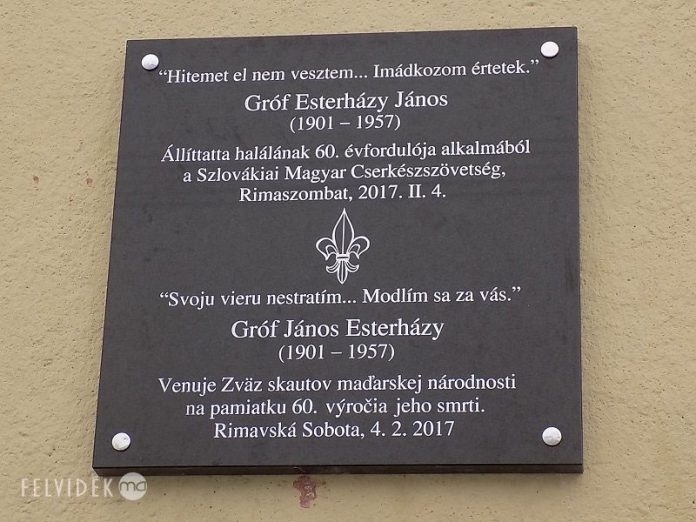 “Hitemet el nem vesztem... Imádkozom értetek.”
Gróf Esterházy János
(1901 – 1957)
Állíttatta halálának 60. évfordulója alkalmából
a Szlovákiai Magyar Cserkészszövetség,
Rimaszombat, 2017. II. 4.
“Svoju vieru nestratím... Modlím sa za vás.”
Gróf János Esterházy
(1901 – 1957)
Venuje Zväz skautov maďarskej národnosti
na pamiatku 60. výročia jeho smrti.
Rimavská Sobota, 4. 2. 2017
FELVIDÉK ma